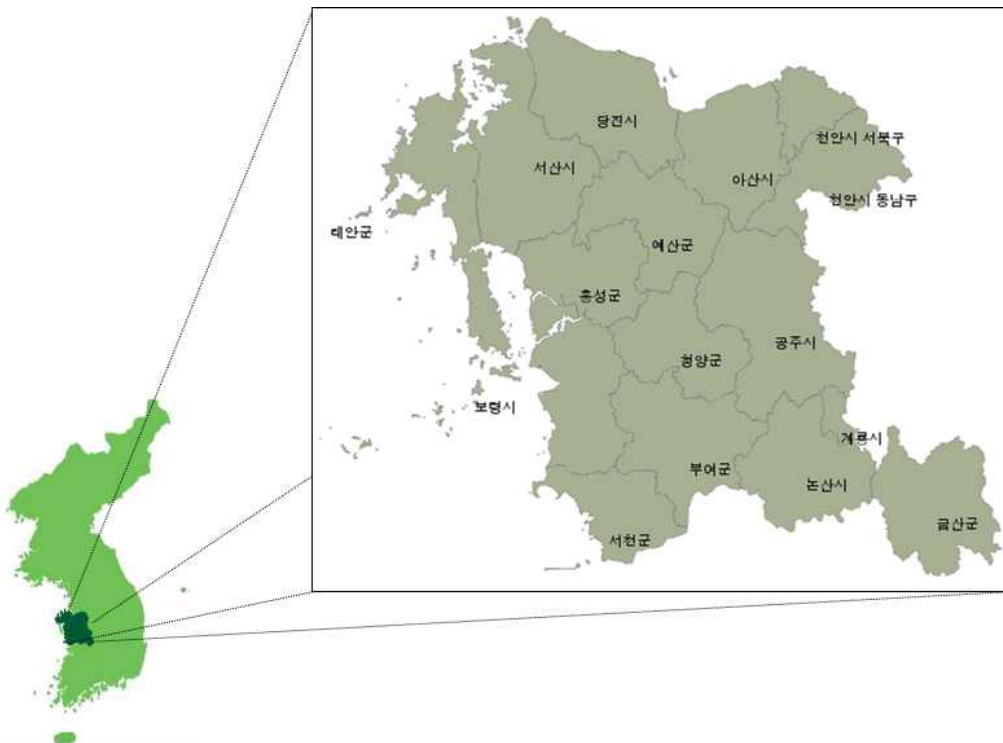 당진시
천안시 서북구
서산시
아산시
천안시 동남구
태안군
예산군
홍성군
공주시
청양군
보령시
계룡시
부여군
논산시
금산군
서천군